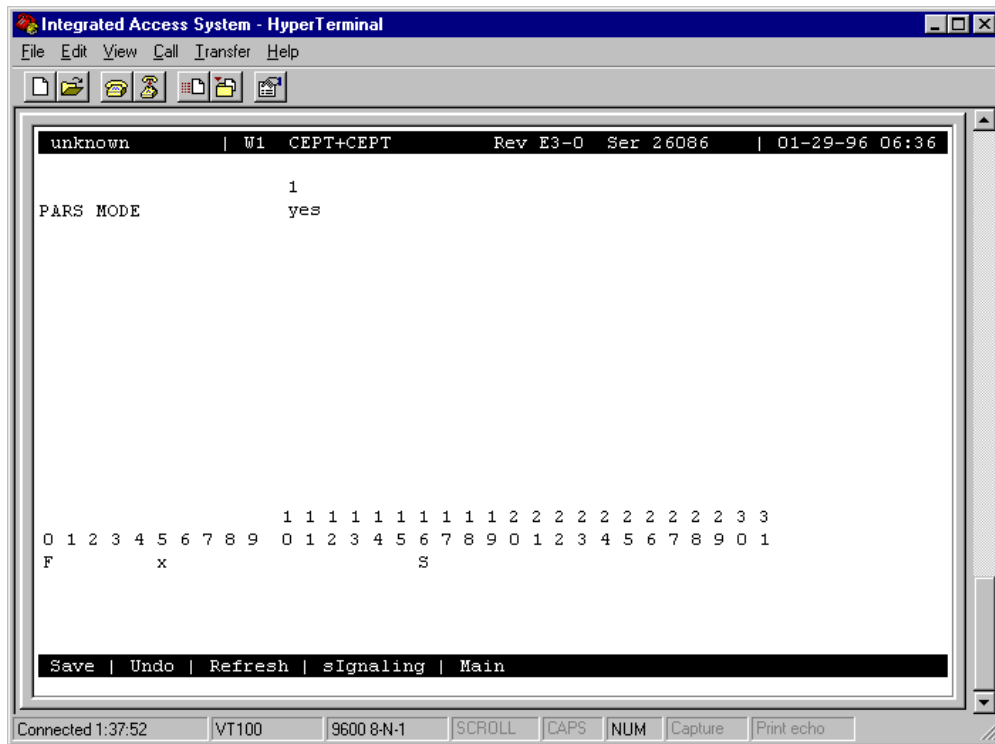 Integrated Access System - HyperTerminal
File Edit View Call Transfer Help
unknown | W1 CEPT+CEPT Rev E3-0 Ser 26086 | 01-29-96 06:36
1
PARS MODE yes
1 1 1 1 1 1 1 1 1 1 2 2 2 2 2 2 2 2 2 2 3 3
0 1 2 3 4 5 6 7 8 9 0 1 2 3 4 5 6 7 8 9 0 1 2 3 4 5 6 7 8 9 0 1
F x S
Save | Undo | Refresh | sIgnaling | Main
Connected 1:37:52 VT100 9600 8-N-1 SCROLL CAPS NUM Capture Print echo